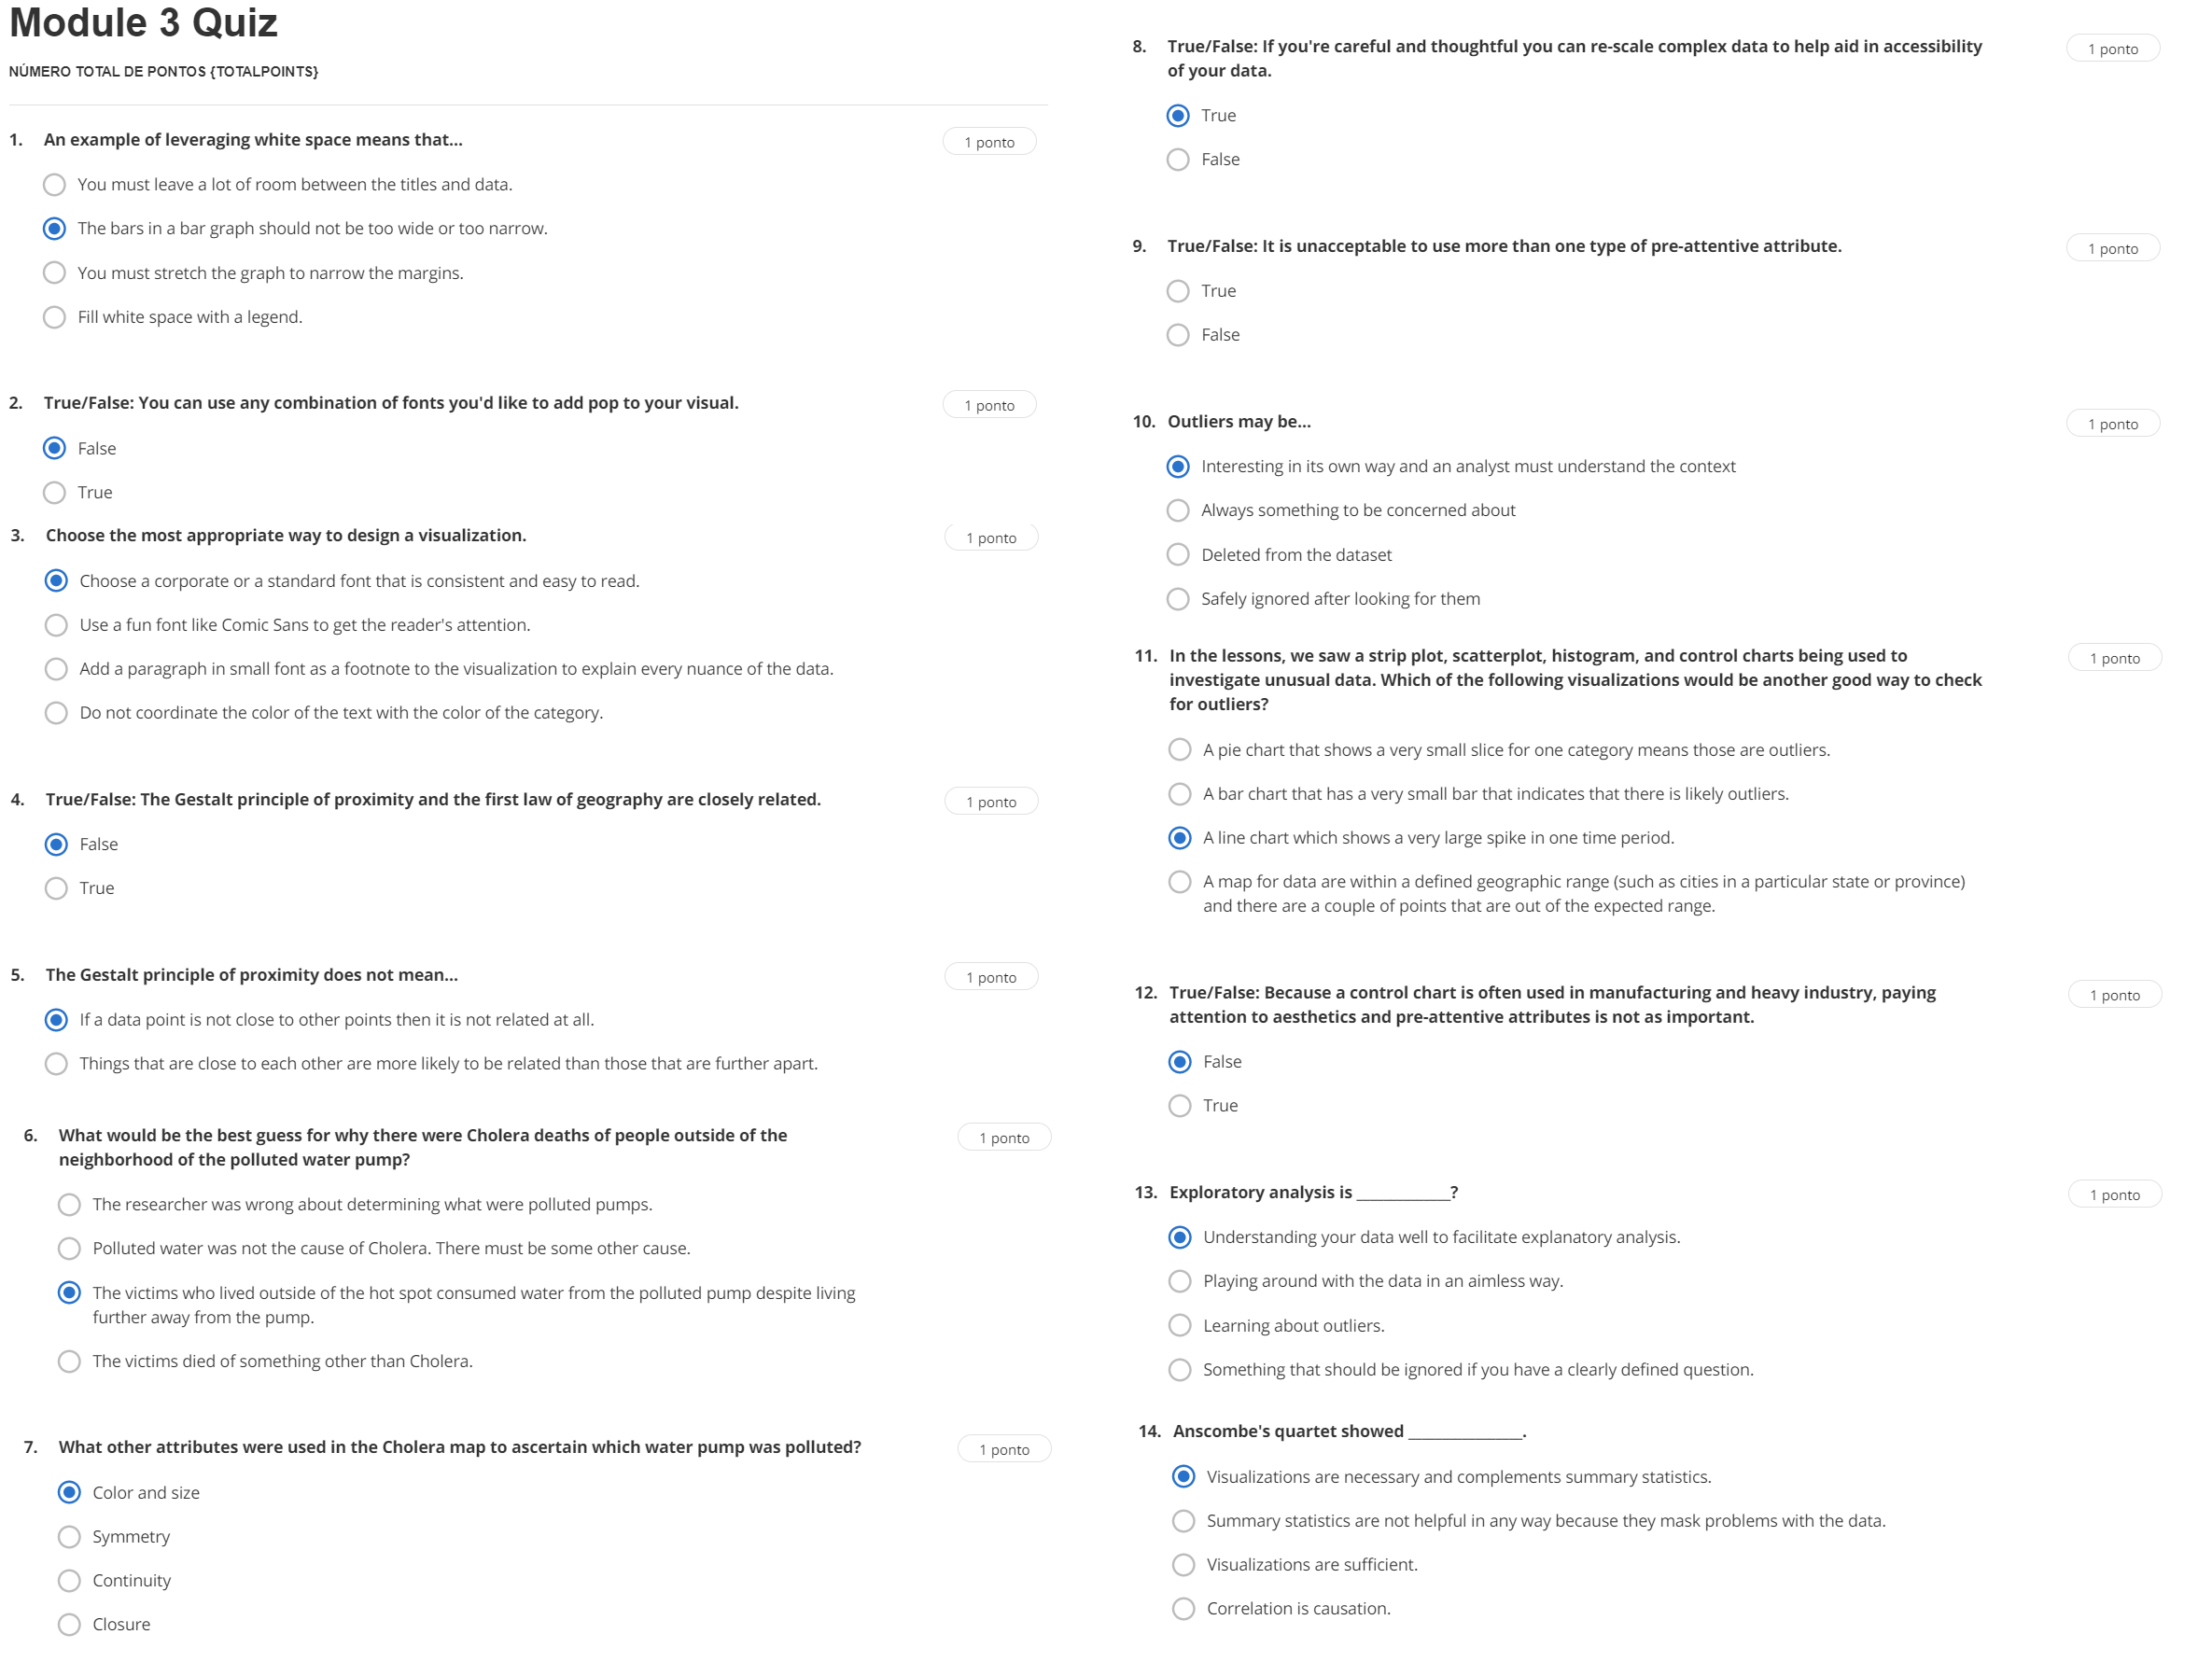 Module 3 Quiz
NÚMERO TOTAL DE PONTOS {TOTALPOINTS}
1. An example of leveraging white space means that... 1 ponto
You must leave a lot of room between the titles and data.
The bars in a bar graph should not be too wide or too narrow.
You must stretch the graph to narrow the margins.
Fill white space with a legend.
2. True/False: You can use any combination of fonts you'd like to add pop to your visual. 1 ponto
False
True
3. Choose the most appropriate way to design a visualization. 1 ponto
Choose a corporate or a standard font that is consistent and easy to read.
Use a fun font like Comic Sans to get the reader's attention.
Add a paragraph in small font as a footnote to the visualization to explain every nuance of the data.
Do not coordinate the color of the text with the color of the category.
4. True/False: The Gestalt principle of proximity and the first law of geography are closely related. 1 ponto
False
True
5. The Gestalt principle of proximity does not mean... 1 ponto
If a data point is not close to other points then it is not related at all.
Things that are close to each other are more likely to be related than those that are further apart.
6. What would be the best guess for why there were Cholera deaths of people outside of the 1 ponto
neighborhood of the polluted water pump?
The researcher was wrong about determining what were polluted pumps.
Polluted water was not the cause of Cholera. There must be some other cause.
The victims who lived outside of the hot spot consumed water from the polluted pump despite living
further away from the pump.
The victims died of something other than Cholera.
7. What other attributes were used in the Cholera map to ascertain which water pump was polluted? 1 ponto
Color and size
Symmetry
Continuity
Closure
8. True/False: If you're careful and thoughtful you can re-scale complex data to help aid in accessibility 1 ponto
of your data.
True
False
9. True/False: It is unacceptable to use more than one type of pre-attentive attribute. 1 ponto
True
False
10. Outliers may be... 1 ponto
Interesting in its own way and an analyst must understand the context
Always something to be concerned about
Deleted from the dataset
Safely ignored after looking for them
11. In the lessons, we saw a strip plot, scatterplot, histogram, and control charts being used to 1 ponto
investigate unusual data. Which of the following visualizations would be another good way to check
for outliers?
A pie chart that shows a very small slice for one category means those are outliers.
A bar chart that has a very small bar that indicates that there is likely outliers.
A line chart which shows a very large spike in one time period.
A map for data are within a defined geographic range (such as cities in a particular state or province)
and there are a couple of points that are out of the expected range.
12. True/False: Because a control chart is often used in manufacturing and heavy industry, paying 1 ponto
attention to aesthetics and pre-attentive attributes is not as important.
False
True
13. Exploratory analysis is ___________? 1 ponto
Understanding your data well to facilitate explanatory analysis.
Playing around with the data in an aimless way.
Learning about outliers.
Something that should be ignored if you have a clearly defined question.
14. Anscombe's quartet showed ______________.
Visualizations are necessary and complements summary statistics.
Summary statistics are not helpful in any way because they mask problems with the data.
Visualizations are sufficient.
Correlation is causation.